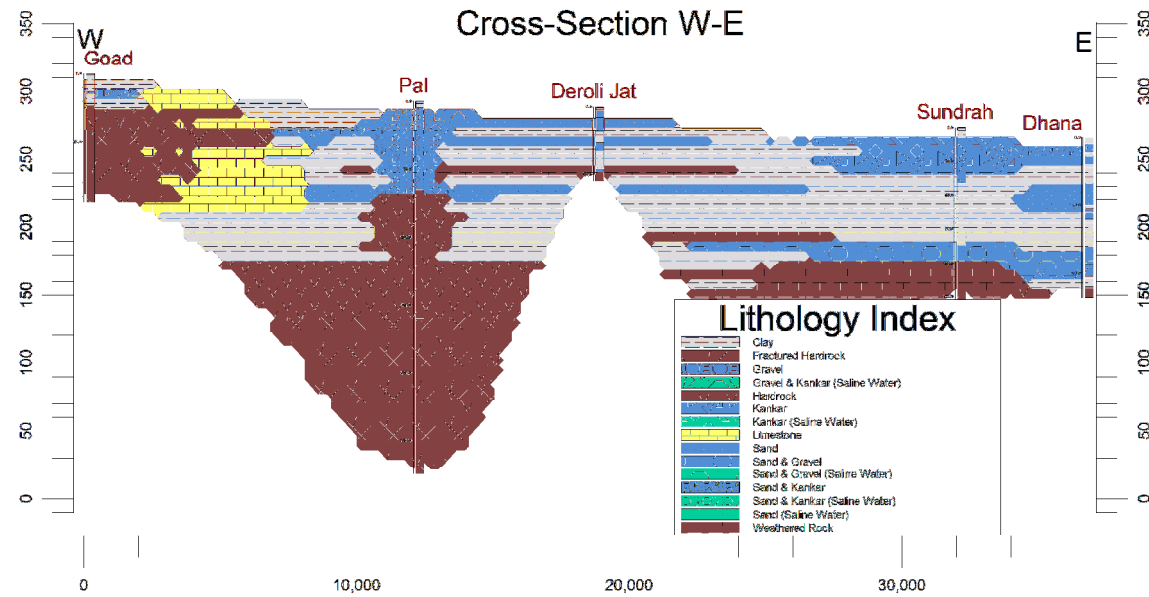 Cross-Section W-E
W
E
Goad
Pal
Deroli Jat
Sundrah
Dhana
350
300
250
200
150
100
50
0
350
300
250
200
150
100
50
0
Lithology Index
Clay
Fractured Hardrock
Gravel
Gravel & Kankar (Saline Water)
Hardrock
Kankar
Kankar (Saline Water)
Limestone
Sand
Sand & Gravel
Sand & Gravel (Saline Water)
Sand & Kankar
Sand & Kankar (Saline Water)
Sand (Saline Water)
Weathered Rock
0
10,000
20,000
30,000